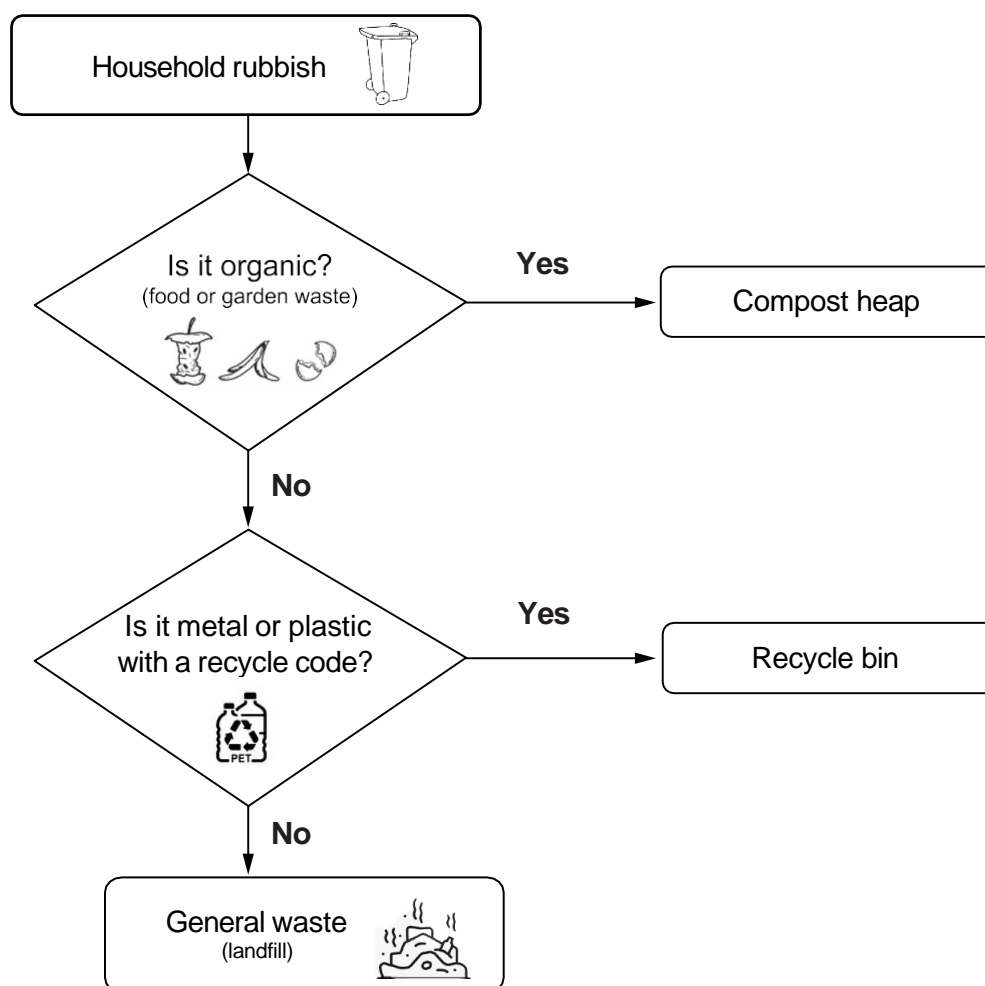 Household rubbish
Is it organic?
(food or garden waste)
Yes
Compost heap
No
Is it metal or plastic
with a recycle code?
PET
Yes
Recycle bin
No
General waste
(landfill)